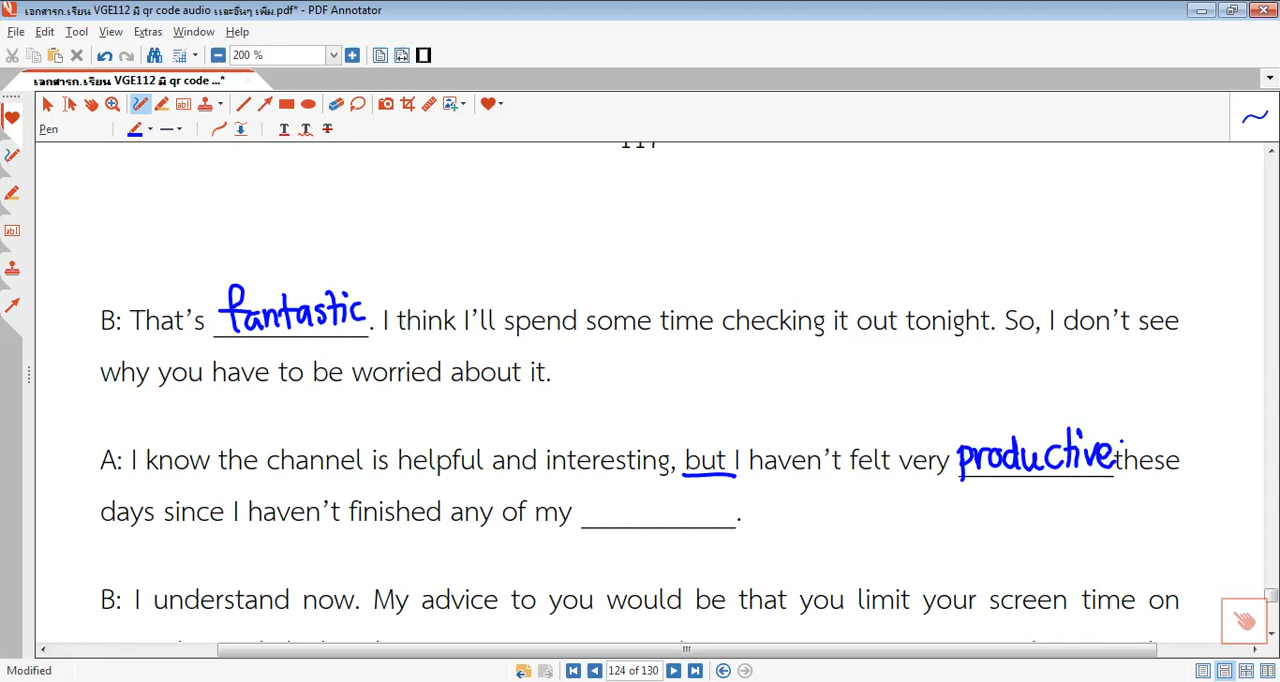 เอกสารก.เรียน VGE112 มี qr code audio และอื่นๆ เพิ่ม.pdf* - PDF Annotator
File Edit Tool View Extras Window Help
200 %
เอกสารก.เรียน VGE112 มี qr code ...*
Pen
117
B: That's fantastic. I think I'll spend some time checking it out tonight. So, I don't see
why you have to be worried about it.
A: I know the channel is helpful and interesting, but I haven't felt very productive these
days since I haven't finished any of my ___________.
B: I understand now. My advice to you would be that you limit your screen time on
Modified
124 of 130